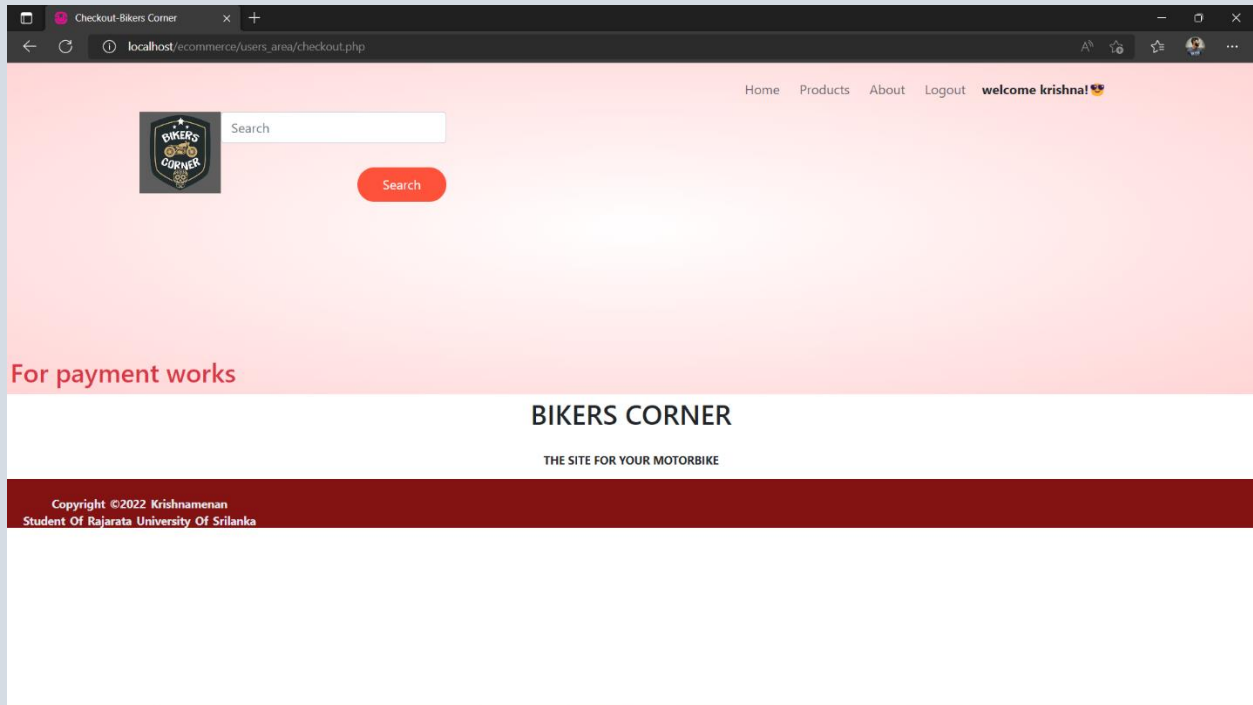 Checkout-Bikers Corner
localhost/ecommerce/users_area/checkout.php
Home Products About Logout welcome krishna!😎
BIKERS
CORNER
Search
Search
For payment works
BIKERS CORNER
THE SITE FOR YOUR MOTORBIKE
Copyright ©2022 Krishnamenan
Student Of Rajarata University Of Srilanka